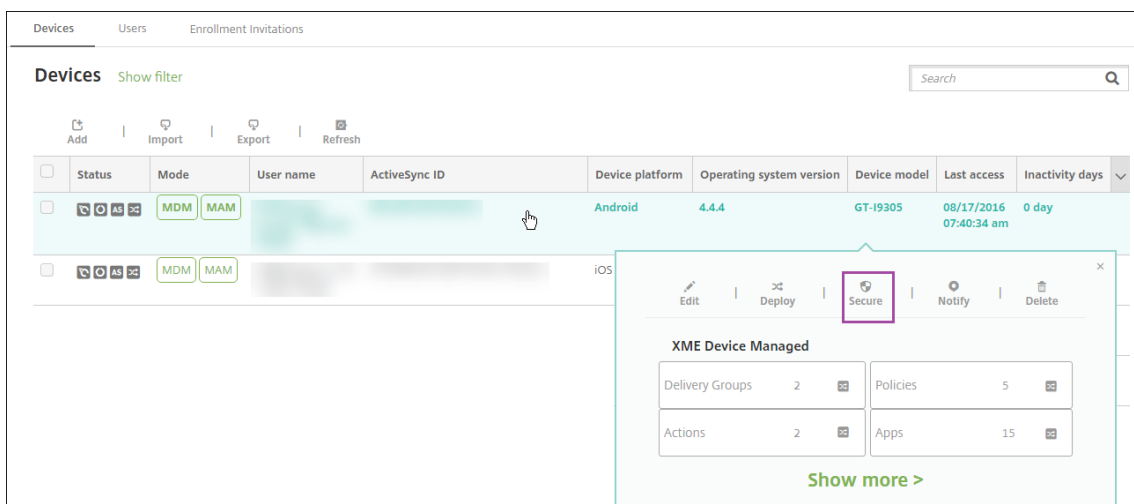 Devices Users Enrollment Invitations
Devices Show filter Search
Add | Import | Export | Refresh
Status Mode User name ActiveSync ID Device platform Operating system version Device model Last access Inactivity days
AS MDM MAM Android 4.4.4 GT-I9305 08/17/2016 0 day
07:40:34 am
AS MDM MAM iOS
Edit | Deploy | Secure | Notify | Delete
XME Device Managed
Delivery Groups 2 Policies 5
Actions 2 Apps 15
Show more >